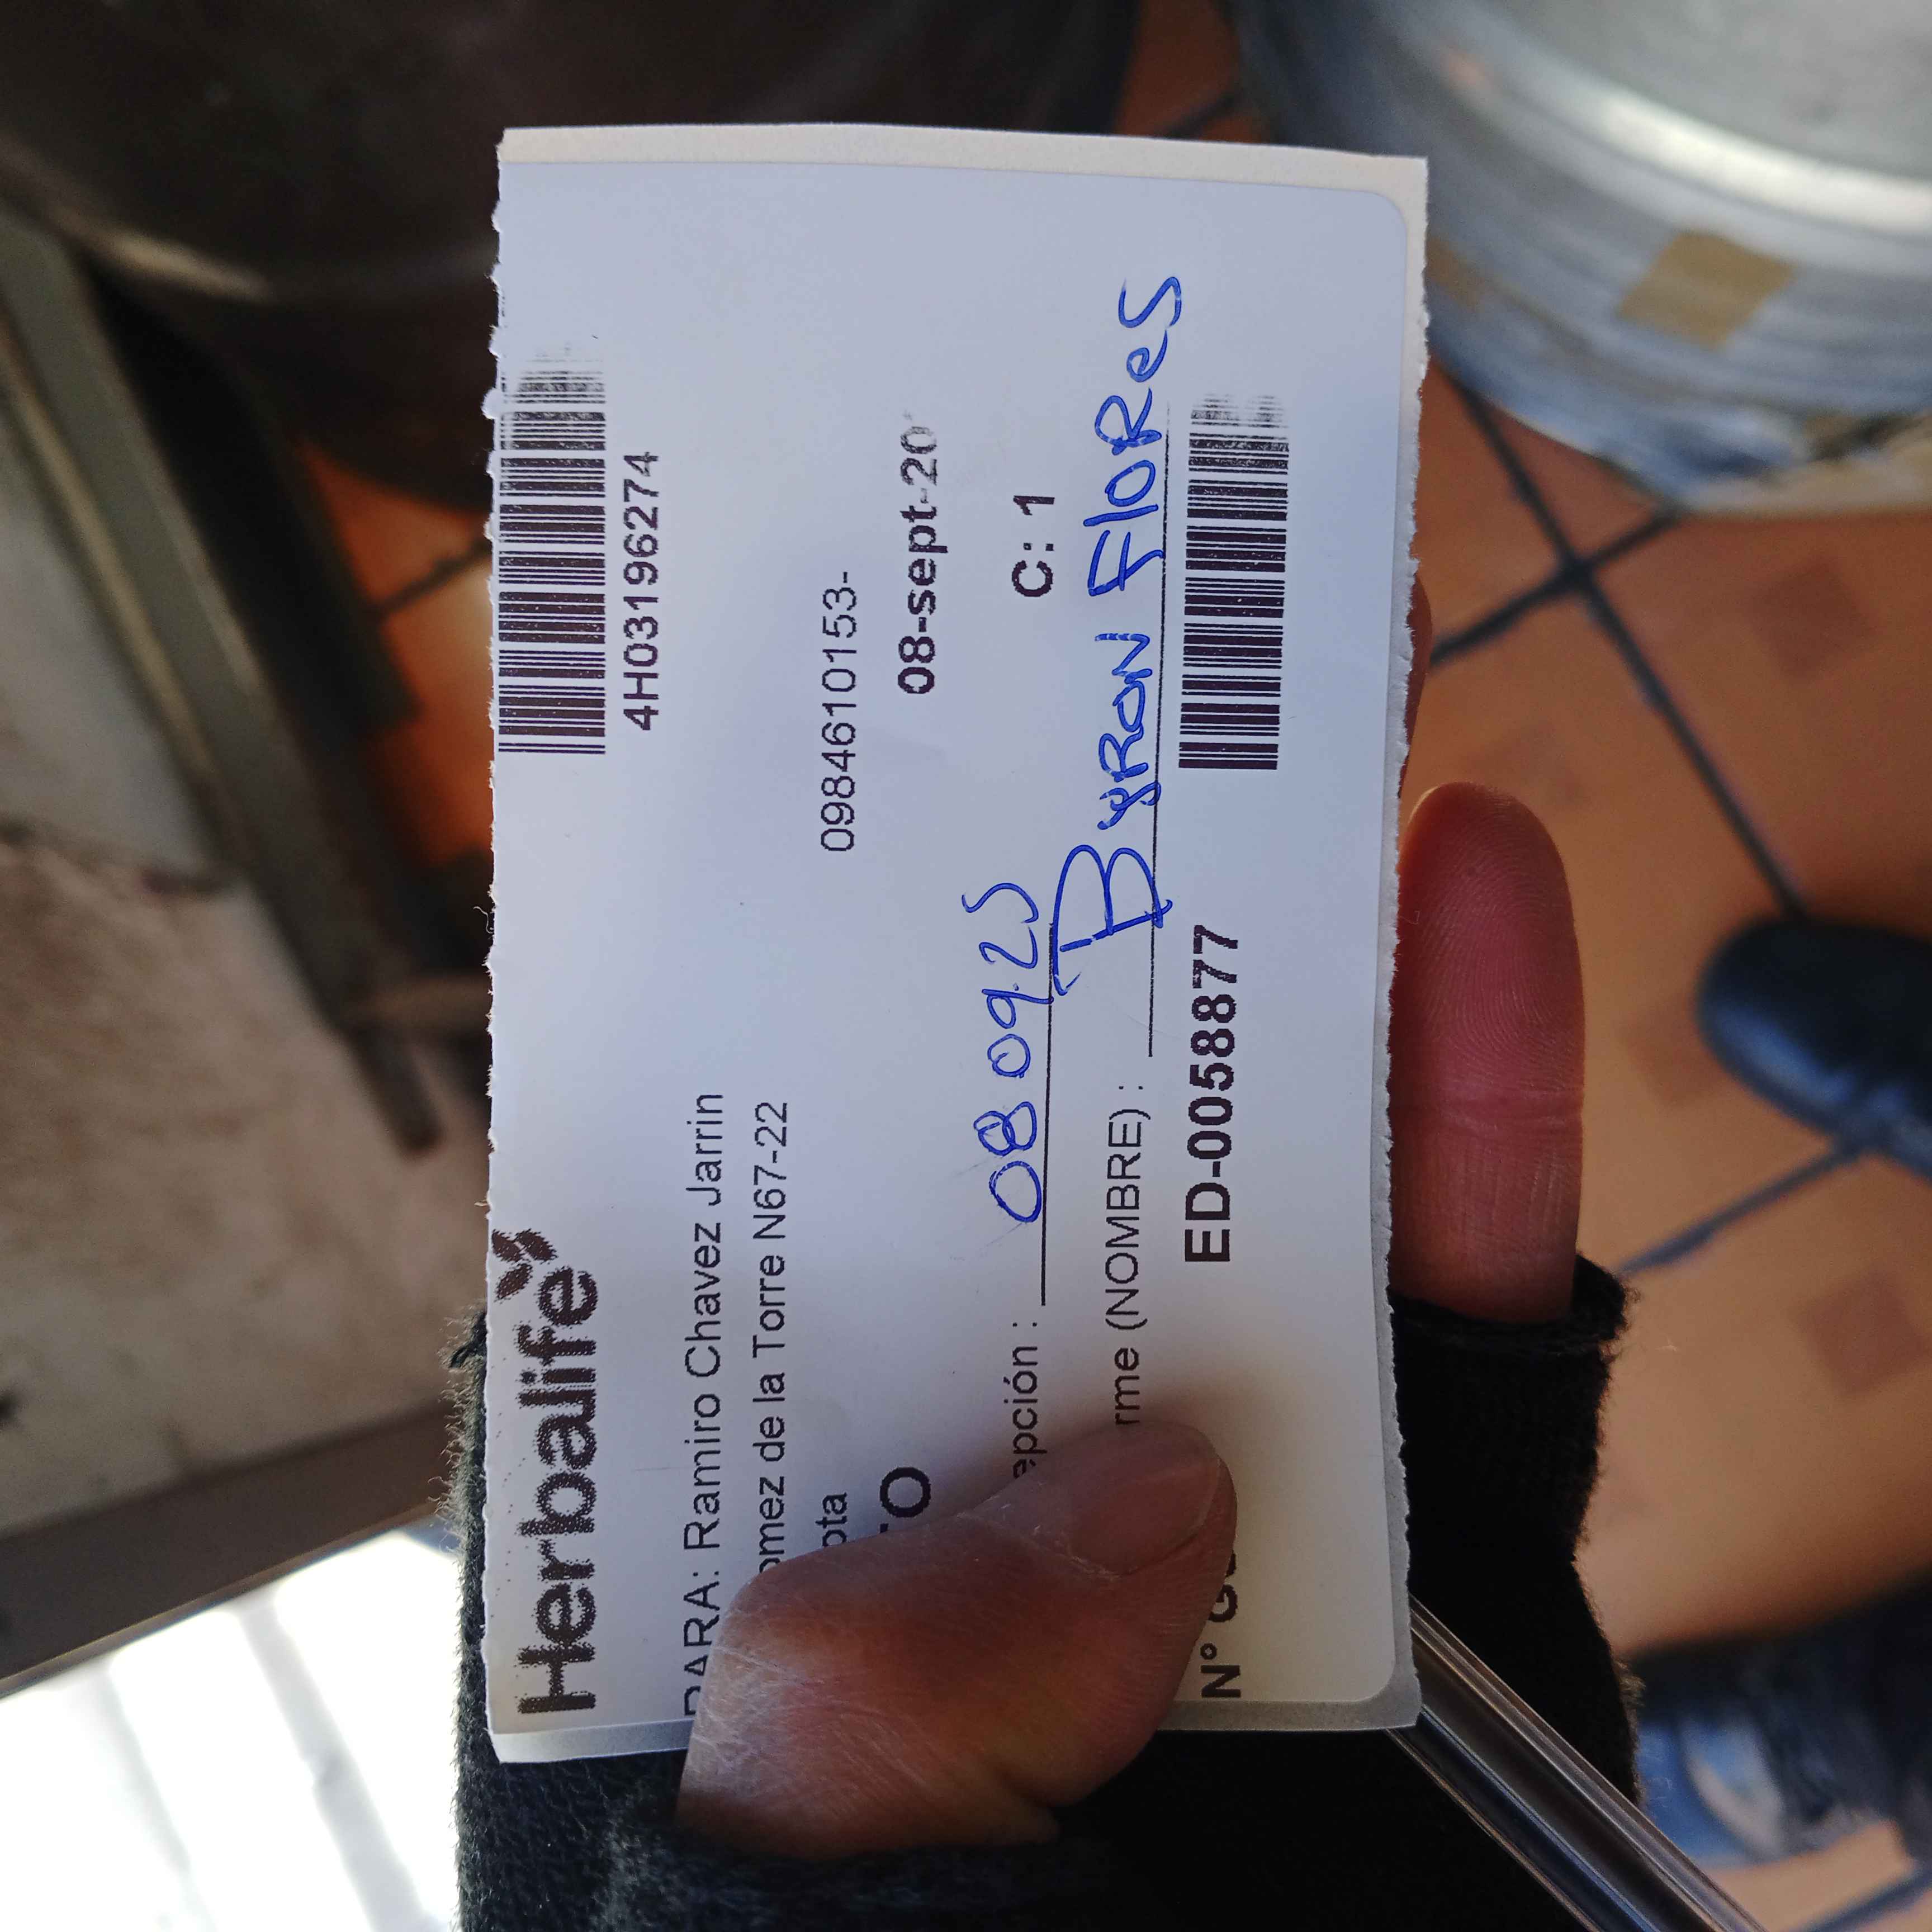 Herbalife
4H03196274
PARA: Ramiro Chavez Jarrin
omez de la Torre N67-22
ota 0984610153-
TO 08-sept-20
epción : 080925 C: 1
rme (NOMBRE) : Byron Flores
N° ED-0058877